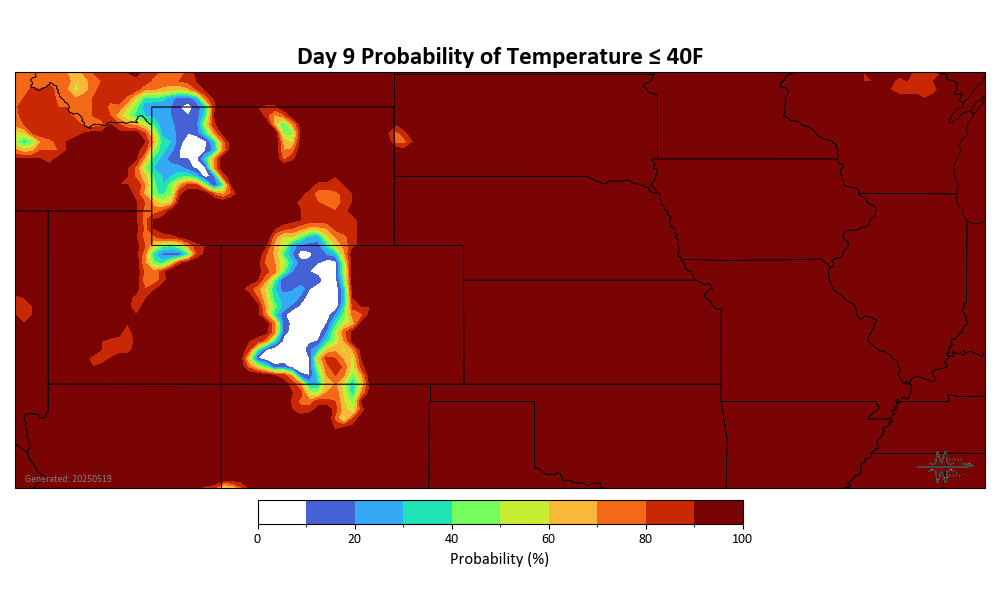 Day 9 Probability of Temperature ≤ 40F
Generated: 20250519
0 20 40 60 80 100
Probability (%)